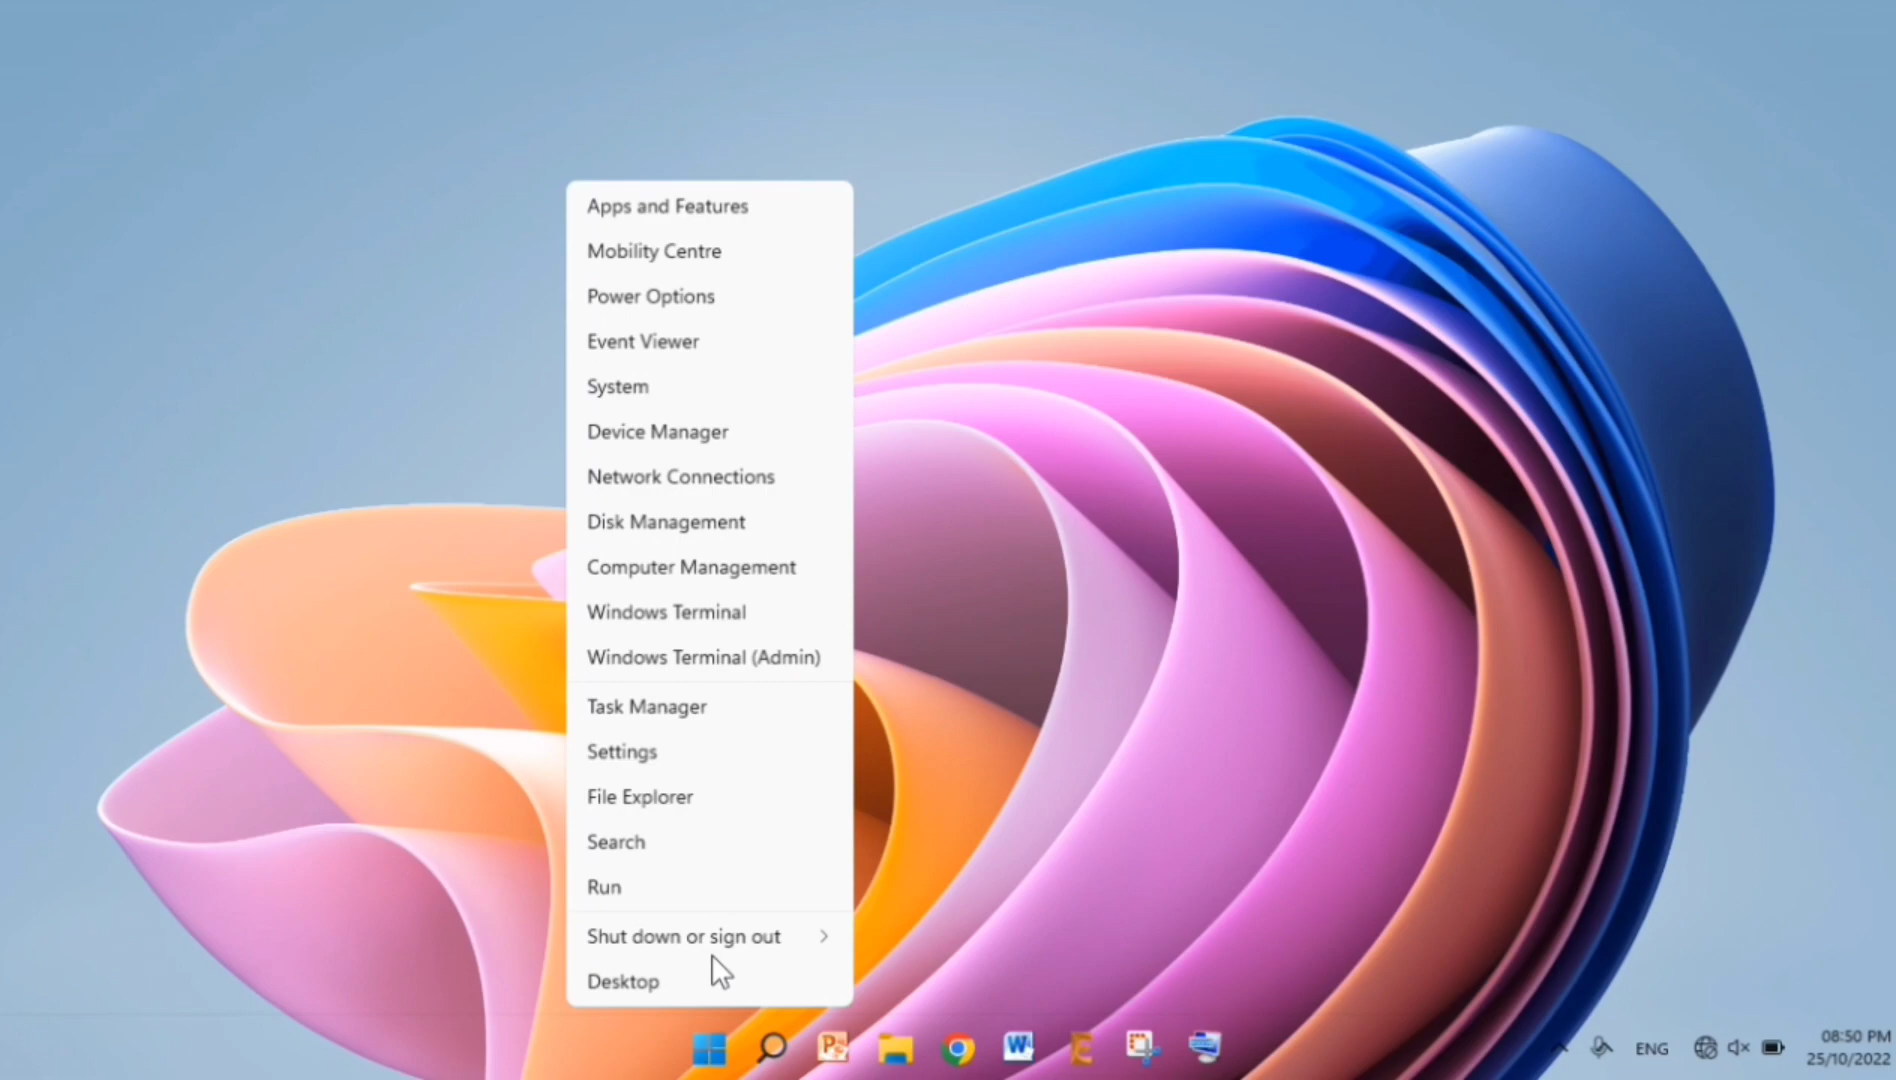 Apps and Features
Mobility Centre
Power Options
Event Viewer
System
Device Manager
Network Connections
Disk Management
Computer Management
Windows Terminal
Windows Terminal (Admin)
Task Manager
Settings
File Explorer
Search
Run
Shut down or sign out
Desktop
ENG
08:50 PM
25/10/2022